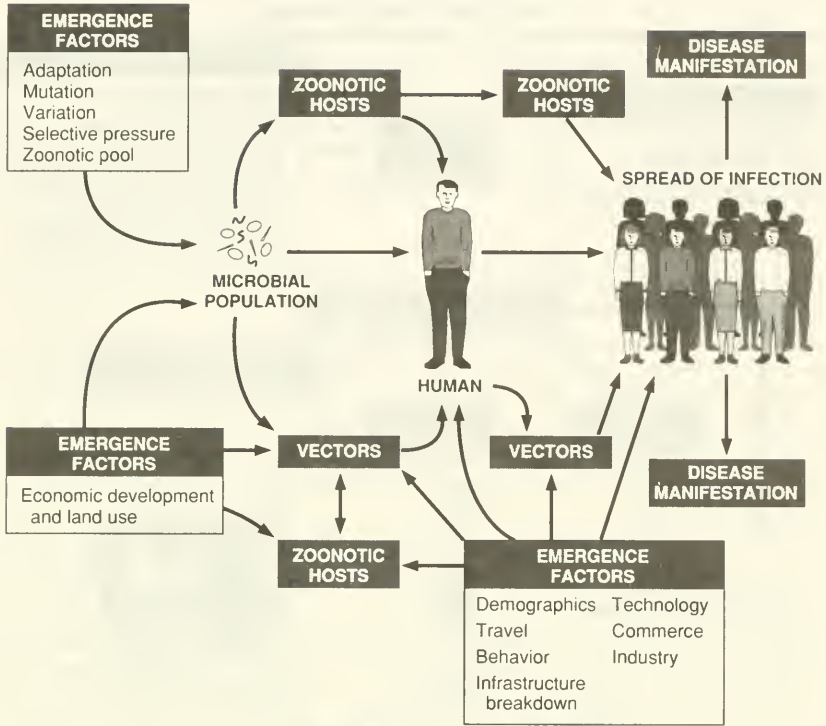 EMERGENCE
FACTORS
Adaptation
Mutation
Variation
Selective pressure
Zoonotic pool
ZOONOTIC
HOSTS
ZOONOTIC
HOSTS
DISEASE
MANIFESTATION
SPREAD OF INFECTION
MICROBIAL
POPULATION
HUMAN
EMERGENCE
FACTORS
Economic development
and land use
VECTORS
VECTORS
DISEASE
MANIFESTATION
ZOONOTIC
HOSTS
EMERGENCE
FACTORS
Demographics Technology
Travel Commerce
Behavior Industry
Infrastructure
breakdown